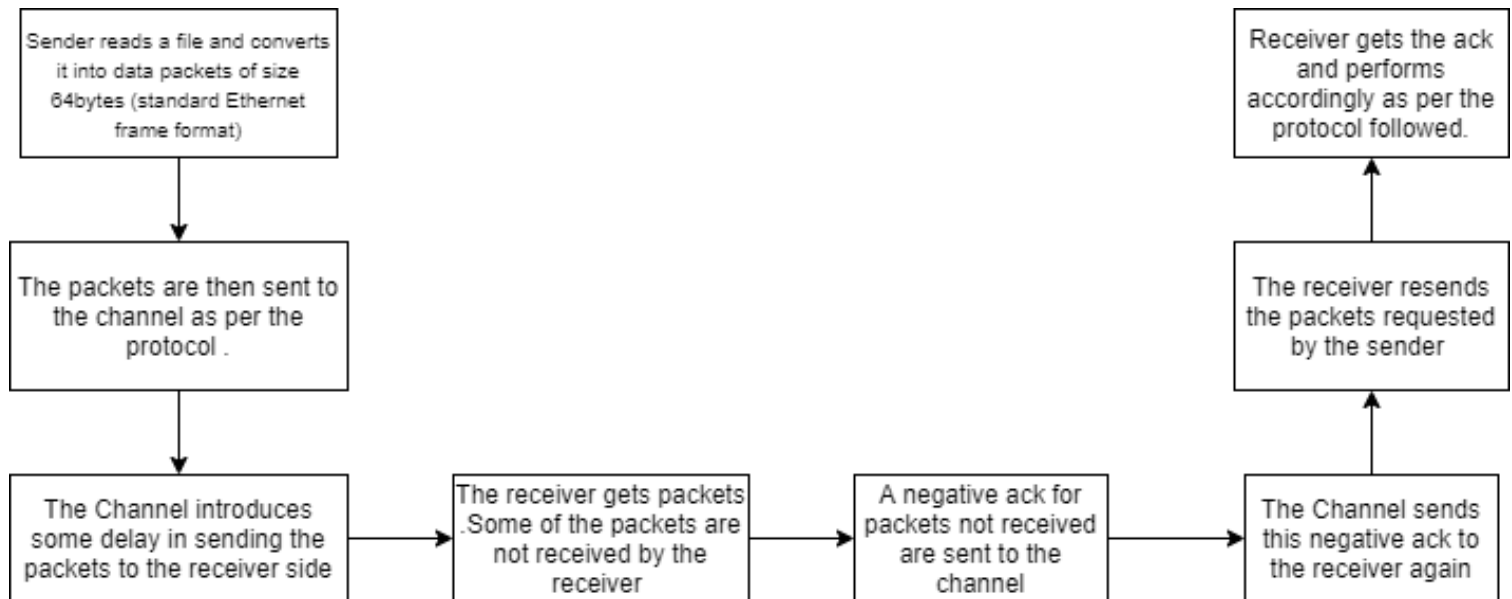 Sender reads a file and converts
it into data packets of size
64bytes (standard Ethernet
frame format)
The packets are then sent to
the channel as per the
protocol .
The Channel introduces
some delay in sending the
packets to the receiver side
The receiver gets packets
.Some of the packets are
not received by the
receiver
A negative ack for
packets not received
are sent to the
channel
The Channel sends
this negative ack to
the receiver again
The receiver resends
the packets requested
by the sender
Receiver gets the ack
and performs
accordingly as per the
protocol followed.